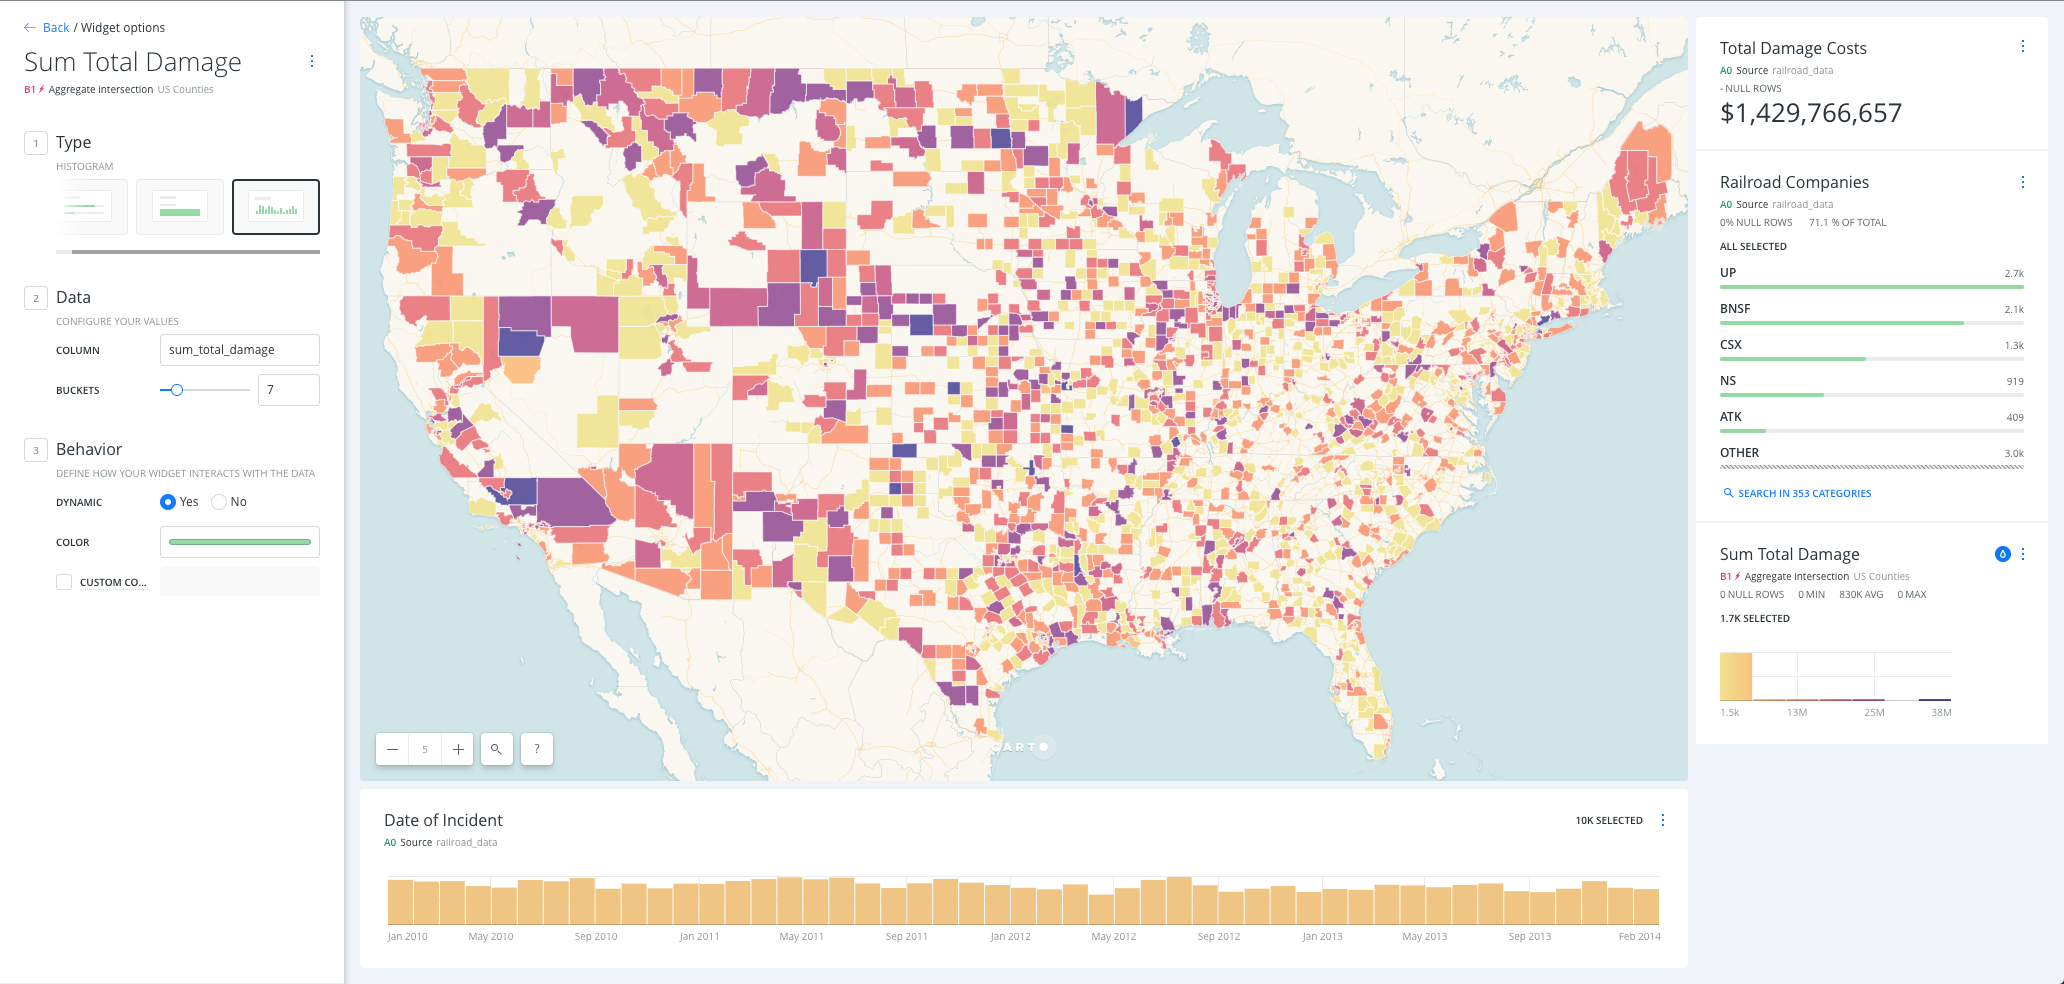 ← Back / Widget options
Sum Total Damage
B1 Aggregate intersection US Counties
1 Type
HISTOGRAM
2 Data
CONFIGURE YOUR VALUES
COLUMN sum_total_damage
BUCKETS 7
3 Behavior
DEFINE HOW YOUR WIDGET INTERACTS WITH THE DATA
DYNAMIC Yes No
COLOR
CUSTOM CO...
5
?
CARTO
Date of Incident
10K SELECTED
A0 Source railroad_data
Jan 2010 May 2010 Sep 2010 Jan 2011 May 2011 Sep 2011 Jan 2012 May 2012 Sep 2012 Jan 2013 May 2013 Sep 2013 Feb 2014
Total Damage Costs
A0 Source railroad_data
- NULL ROWS
$1,429,766,657
Railroad Companies
A0 Source railroad_data
0% NULL ROWS 71.1 % OF TOTAL
ALL SELECTED
UP 2.7k
BNSF 2.1k
CSX 1.3k
NS 919
ATK 409
OTHER 3.0k
SEARCH IN 353 CATEGORIES
Sum Total Damage
B1 Aggregate intersection US Counties
0 NULL ROWS 0 MIN 830K AVG 0 MAX
1.7K SELECTED
1.5k 13M 25M 38M